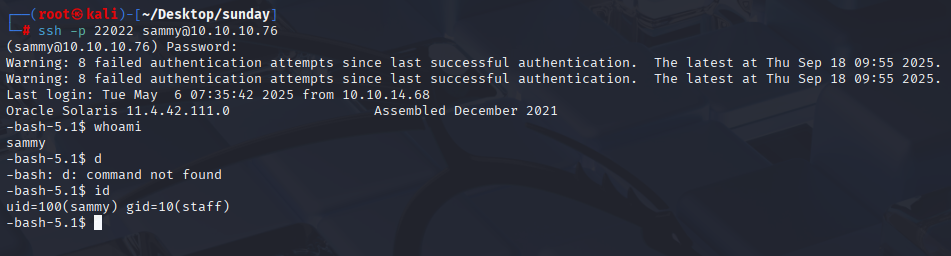 ┌──(root㉿kali)-[~/Desktop/sunday]
└─# ssh -p 22022 sammy@10.10.10.76
(sammy@10.10.10.76) Password:
Warning: 8 failed authentication attempts since last successful authentication.  The latest at Thu Sep 18 09:55 2025.
Warning: 8 failed authentication attempts since last successful authentication.  The latest at Thu Sep 18 09:55 2025.
Last login: Tue May  6 07:35:42 2025 from 10.10.14.68
Oracle Solaris 11.4.42.111.0                  Assembled December 2021
-bash-5.1$ whoami
sammy
-bash-5.1$ d
-bash: d: command not found
-bash-5.1$ id
uid=100(sammy) gid=10(staff)
-bash-5.1$